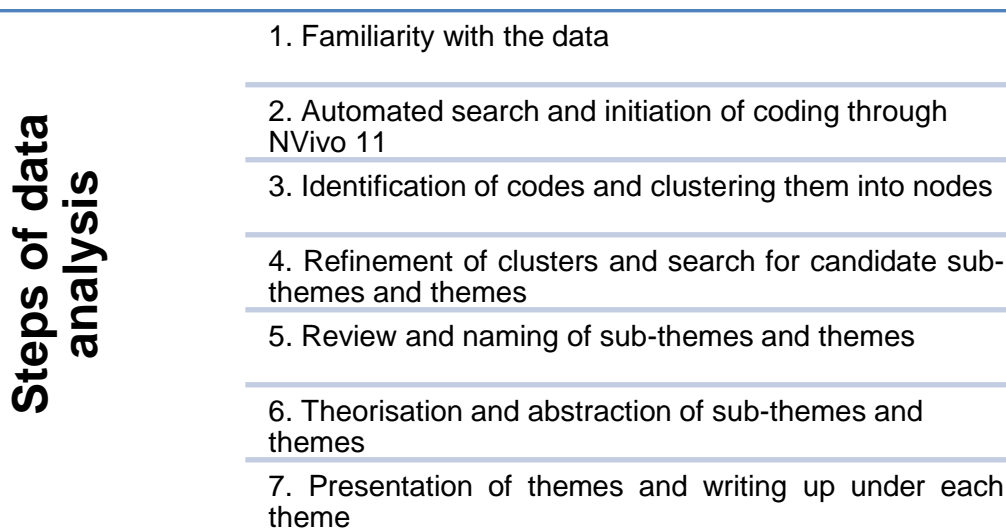 Steps of data
analysis
1. Familiarity with the data
2. Automated search and initiation of coding through
NVivo 11
3. Identification of codes and clustering them into nodes
4. Refinement of clusters and search for candidate sub-
themes and themes
5. Review and naming of sub-themes and themes
6. Theorisation and abstraction of sub-themes and
themes
7. Presentation of themes and writing up under each
theme